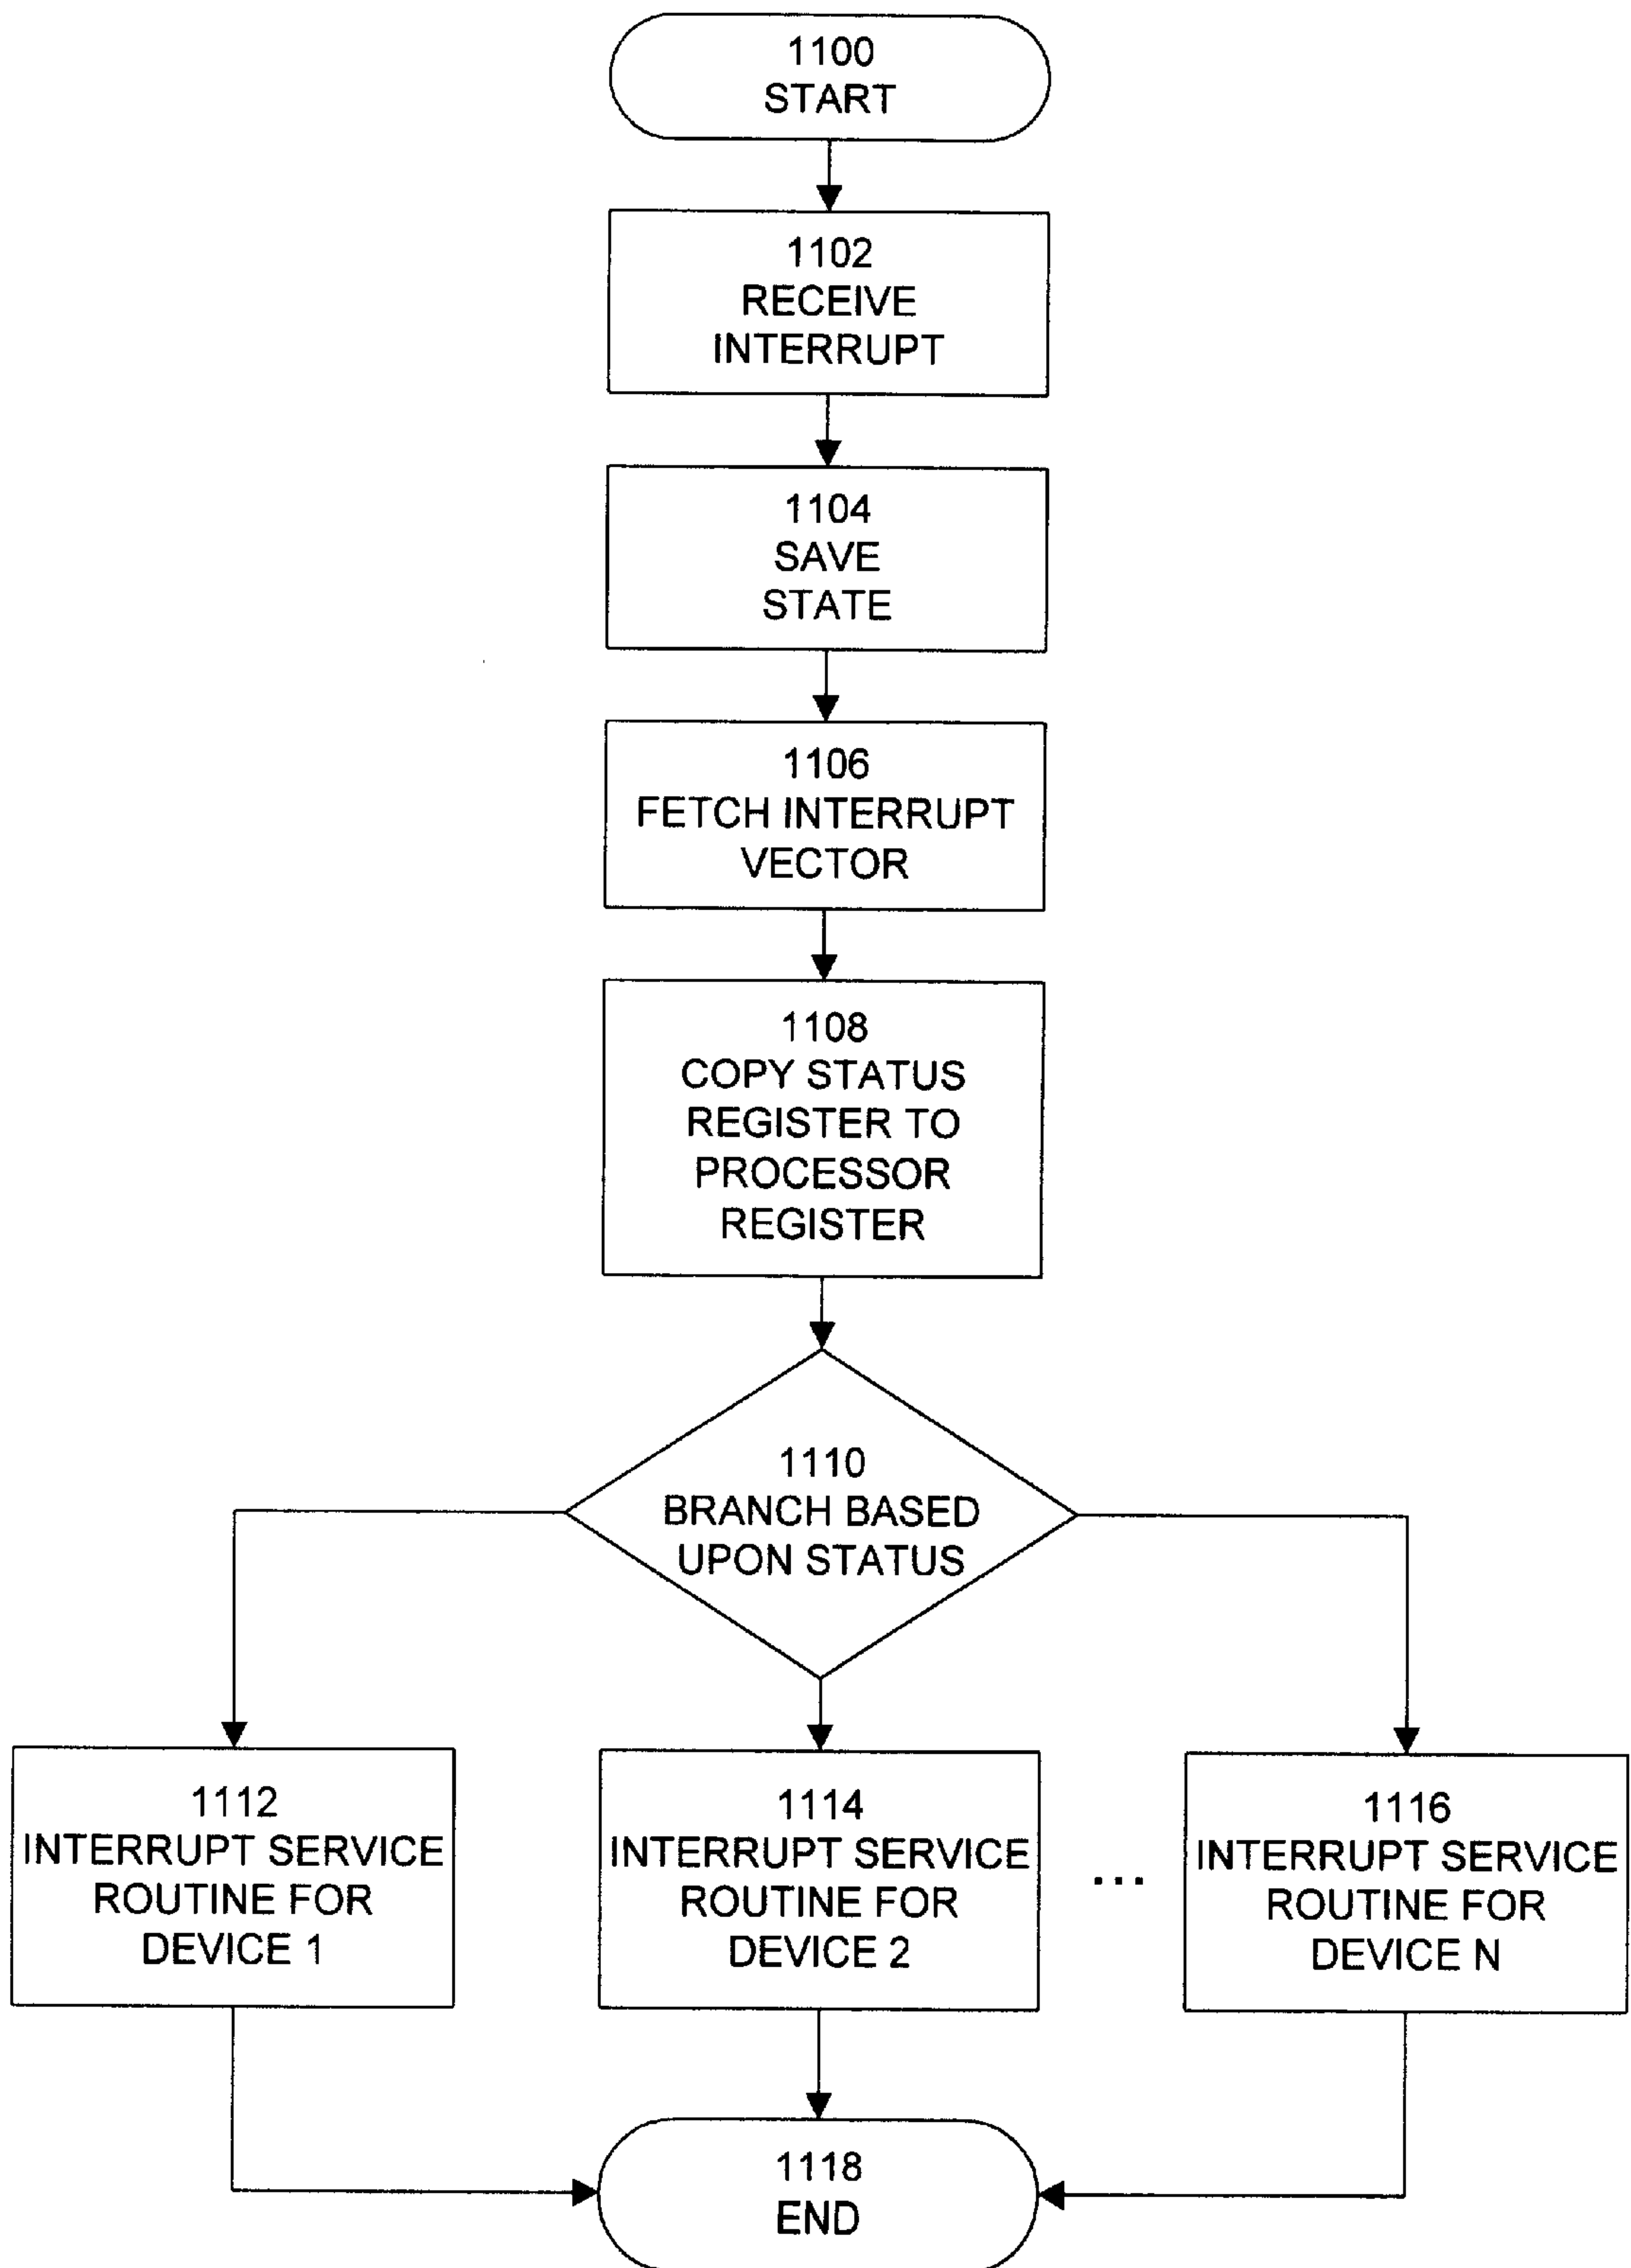 1100
START
1102
RECEIVE
INTERRUPT
1104
SAVE
STATE
1106
FETCH INTERRUPT
VECTOR
1108
COPY STATUS
REGISTER TO
PROCESSOR
REGISTER
1110
BRANCH BASED
UPON STATUS
1112
INTERRUPT SERVICE
ROUTINE FOR
DEVICE 1
1114
INTERRUPT SERVICE
ROUTINE FOR
DEVICE 2
...
1116
INTERRUPT SERVICE
ROUTINE FOR
DEVICE N
1118
END